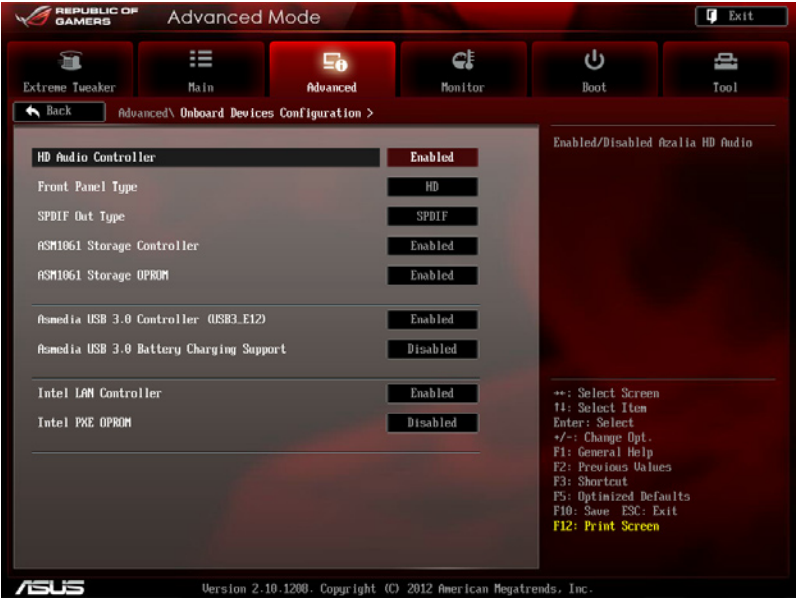 REPUBLIC OF
GAMERS
Advanced Mode
Exit
Extreme Tweaker
Main
Advanced
Monitor
Boot
Tool
Back
Advanced\ Onboard Devices Configuration >
HD Audio Controller Enabled
Front Panel Type HD
SPDIF Out Type SPDIF
ASM1061 Storage Controller Enabled
ASM1061 Storage OPROM Enabled
Asmedia USB 3.0 Controller (USB3_E12) Enabled
Asmedia USB 3.0 Battery Charging Support Disabled
Intel LAN Controller Enabled
Intel PXE OPROM Disabled
Enabled/Disabled Azalia HD Audio
→←: Select Screen
↑↓: Select Item
Enter: Select
+/-: Change Opt.
F1: General Help
F2: Previous Values
F3: Shortcut
F5: Optimized Defaults
F10: Save ESC: Exit
F12: Print Screen
ASUS
Version 2.10.1208. Copyright (C) 2012 American Megatrends, Inc.